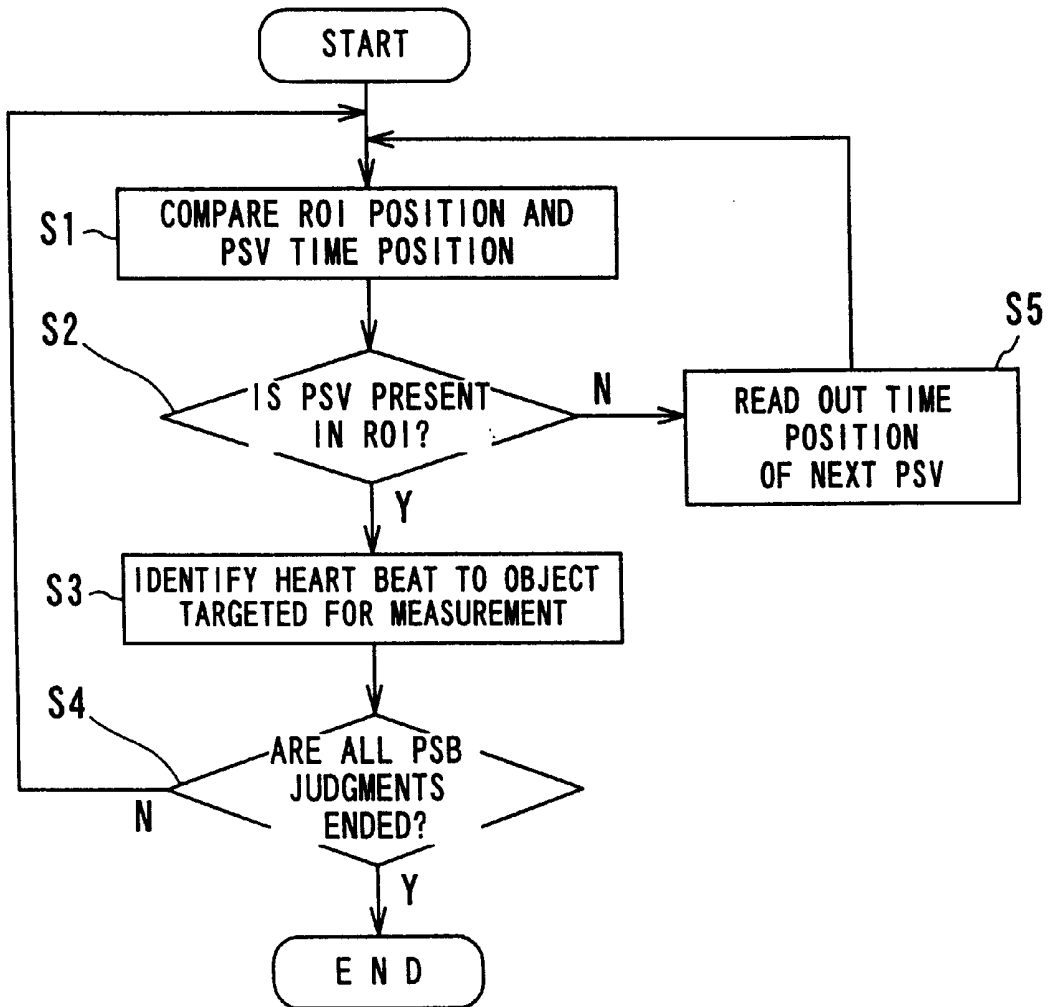 START
S1
COMPARE ROI POSITION AND
PSV TIME POSITION
S2
IS PSV PRESENT
IN ROI?
N
Y
S5
READ OUT TIME
POSITION
OF NEXT PSV
S3
IDENTIFY HEART BEAT TO OBJECT
TARGETED FOR MEASUREMENT
S4
ARE ALL PSB
JUDGMENTS
ENDED?
N
Y
END